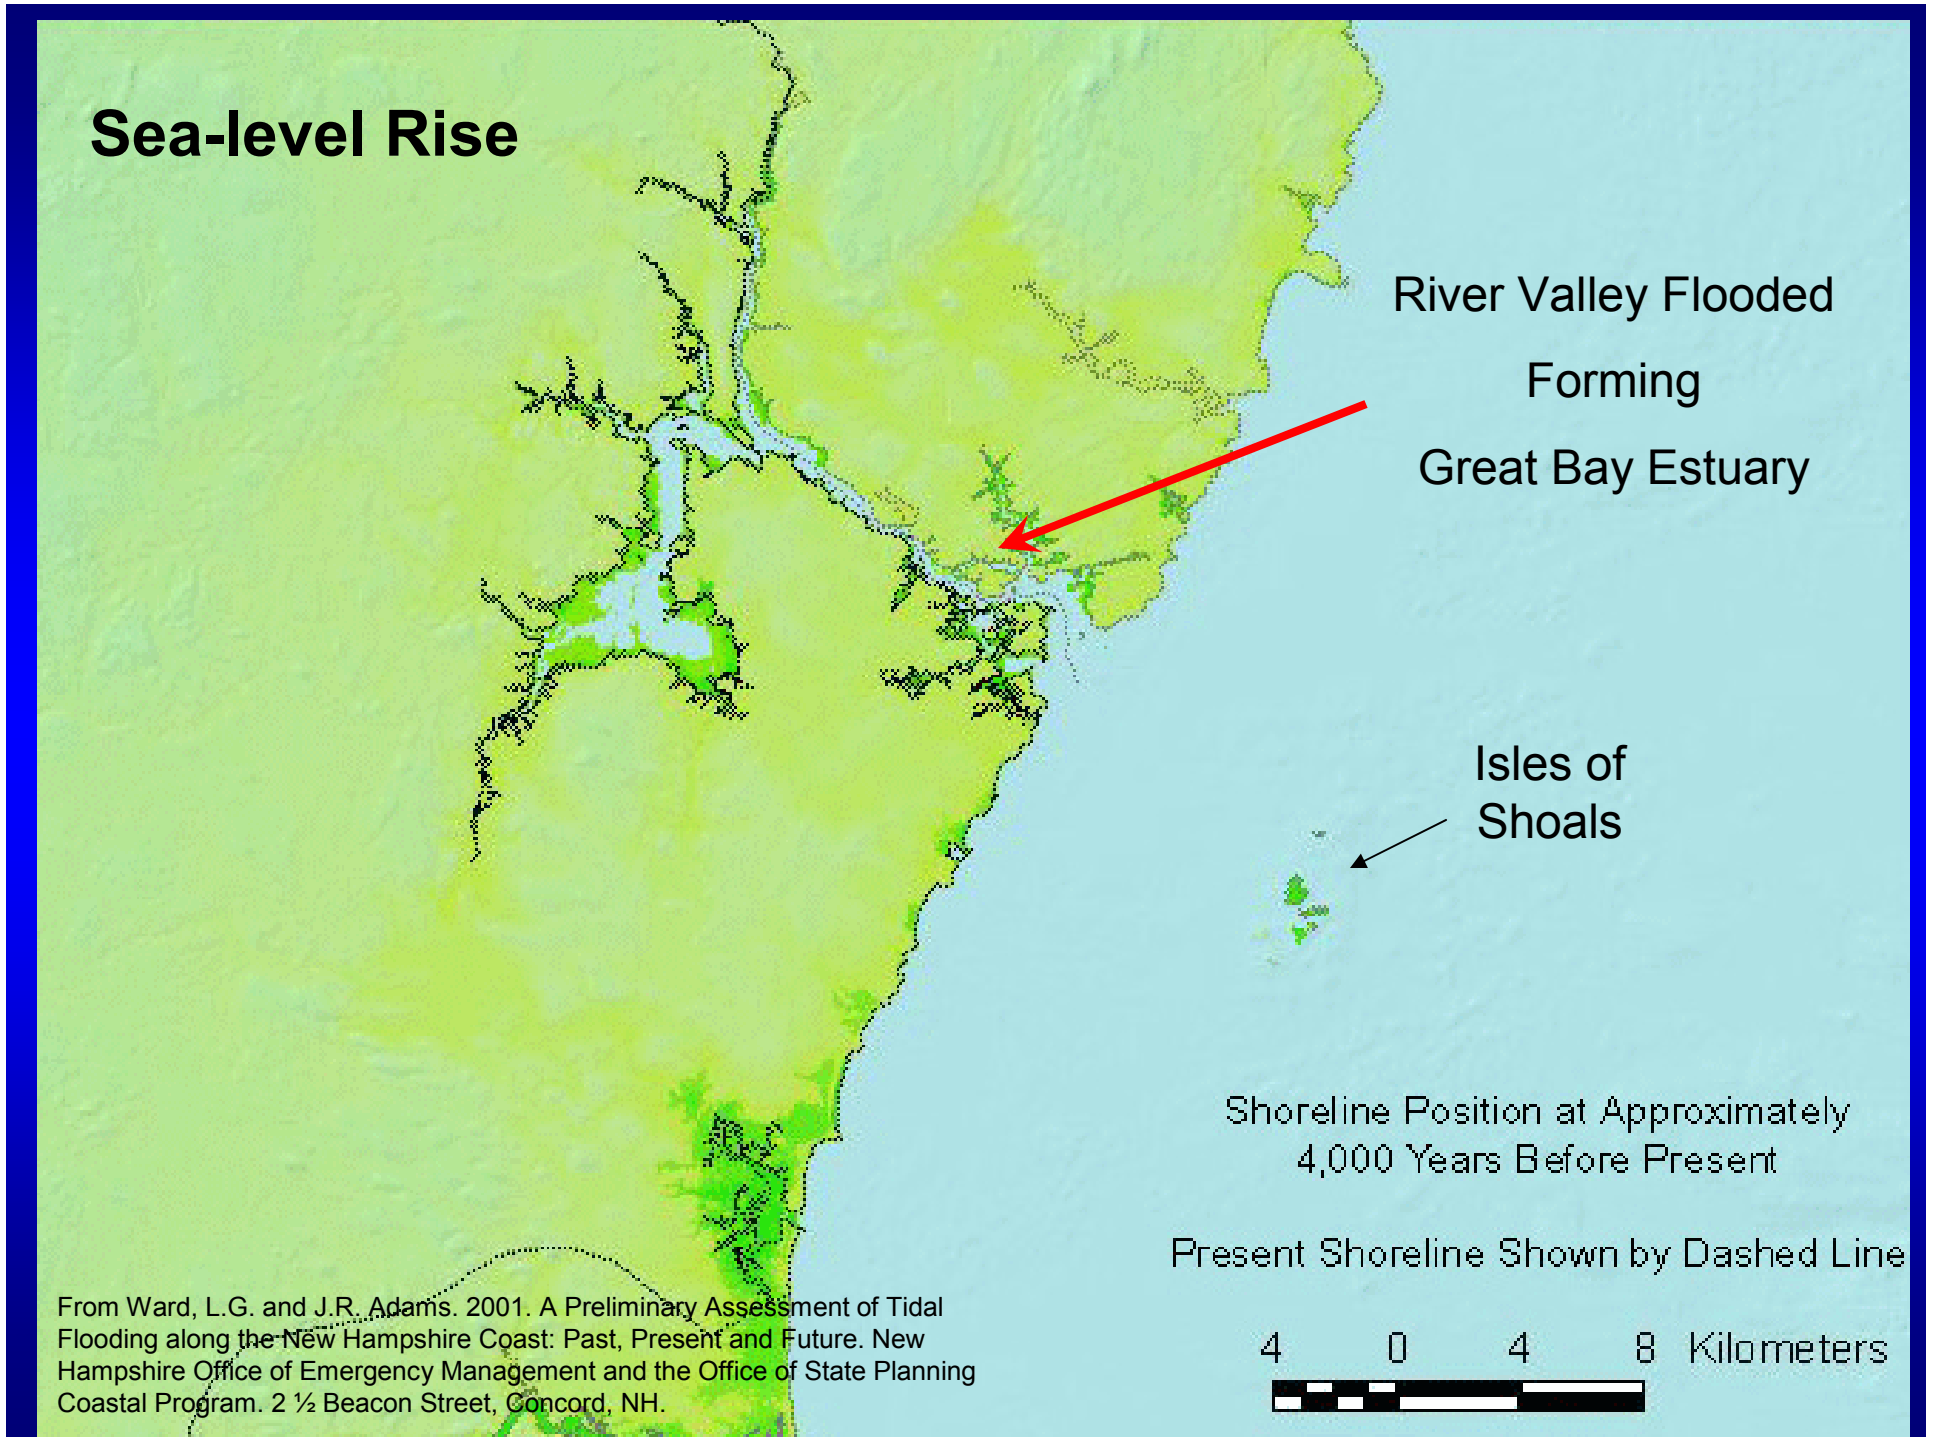 Sea-level Rise
River Valley Flooded
Forming
Great Bay Estuary
Isles of
Shoals
Shoreline Position at Approximately
4,000 Years Before Present
Present Shoreline Shown by Dashed Line
4 0 4 8 Kilometers
From Ward, L.G. and J.R. Adams. 2001. A Preliminary Assessment of Tidal
Flooding along the New Hampshire Coast: Past, Present and Future. New
Hampshire Office of Emergency Management and the Office of State Planning
Coastal Program. 2 ½ Beacon Street, Concord, NH.